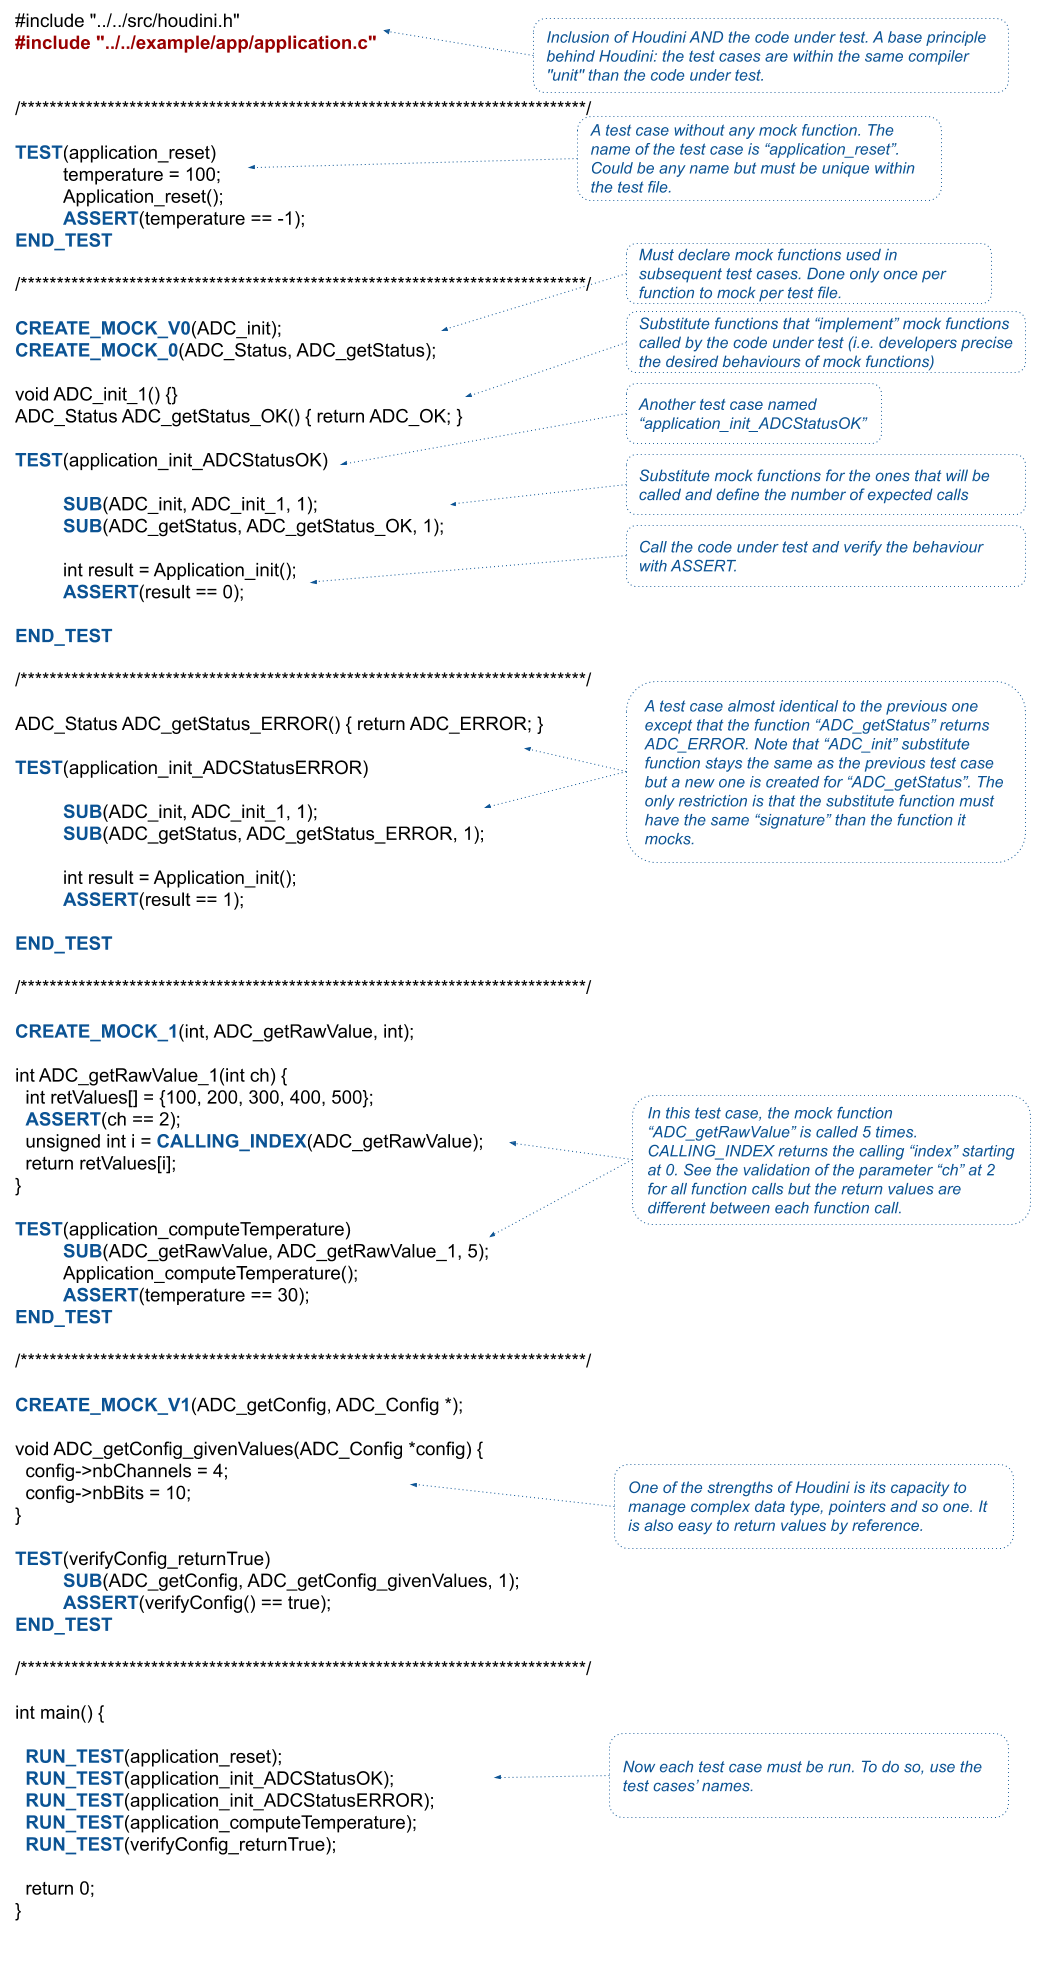 #include "../../src/houdini.h"
#include "../../example/app/application.c"
Inclusion of Houdini AND the code under test. A base principle
behind Houdini: the test cases are within the same compiler
"unit" than the code under test.
/******************************************************************************/
TEST(application_reset)
temperature = 100;
Application_reset();
ASSERT(temperature == -1);
END_TEST
A test case without any mock function. The
name of the test case is “application_reset”.
Could be any name but must be unique within
the test file.
/******************************************************************************/
Must declare mock functions used in
subsequent test cases. Done only once per
function to mock per test file.
CREATE_MOCK_V0(ADC_init);
CREATE_MOCK_0(ADC_Status, ADC_getStatus);
Substitute functions that “implement” mock functions
called by the code under test (i.e. developers precise
the desired behaviours of mock functions)
void ADC_init_1() {}
ADC_Status ADC_getStatus_OK() { return ADC_OK; }
Another test case named
“application_init_ADCStatusOK”
TEST(application_init_ADCStatusOK)
SUB(ADC_init, ADC_init_1, 1);
SUB(ADC_getStatus, ADC_getStatus_OK, 1);
Substitute mock functions for the ones that will be
called and define the number of expected calls
int result = Application_init();
ASSERT(result == 0);
Call the code under test and verify the behaviour
with ASSERT.
END_TEST
/******************************************************************************/
ADC_Status ADC_getStatus_ERROR() { return ADC_ERROR; }
TEST(application_init_ADCStatusERROR)
SUB(ADC_init, ADC_init_1, 1);
SUB(ADC_getStatus, ADC_getStatus_ERROR, 1);
A test case almost identical to the previous one
except that the function “ADC_getStatus” returns
ADC_ERROR. Note that “ADC_init” substitute
function stays the same as the previous test case
but a new one is created for “ADC_getStatus”. The
only restriction is that the substitute function must
have the same “signature” than the function it
mocks.
int result = Application_init();
ASSERT(result == 1);
END_TEST
/******************************************************************************/
CREATE_MOCK_1(int, ADC_getRawValue, int);
int ADC_getRawValue_1(int ch) {
int retValues[] = {100, 200, 300, 400, 500};
ASSERT(ch == 2);
unsigned int i = CALLING_INDEX(ADC_getRawValue);
return retValues[i];
}
In this test case, the mock function
“ADC_getRawValue” is called 5 times.
CALLING_INDEX returns the calling “index” starting
at 0. See the validation of the parameter “ch” at 2
for all function calls but the return values are
different between each function call.
TEST(application_computeTemperature)
SUB(ADC_getRawValue, ADC_getRawValue_1, 5);
Application_computeTemperature();
ASSERT(temperature == 30);
END_TEST
/******************************************************************************/
CREATE_MOCK_V1(ADC_getConfig, ADC_Config *);
void ADC_getConfig_givenValues(ADC_Config *config) {
config->nbChannels = 4;
config->nbBits = 10;
}
One of the strengths of Houdini is its capacity to
manage complex data type, pointers and so one. It
is also easy to return values by reference.
TEST(verifyConfig_returnTrue)
SUB(ADC_getConfig, ADC_getConfig_givenValues, 1);
ASSERT(verifyConfig() == true);
END_TEST
/******************************************************************************/
int main() {
RUN_TEST(application_reset);
RUN_TEST(application_init_ADCStatusOK);
RUN_TEST(application_init_ADCStatusERROR);
RUN_TEST(application_computeTemperature);
RUN_TEST(verifyConfig_returnTrue);
Now each test case must be run. To do so, use the
test cases’ names.
return 0;
}